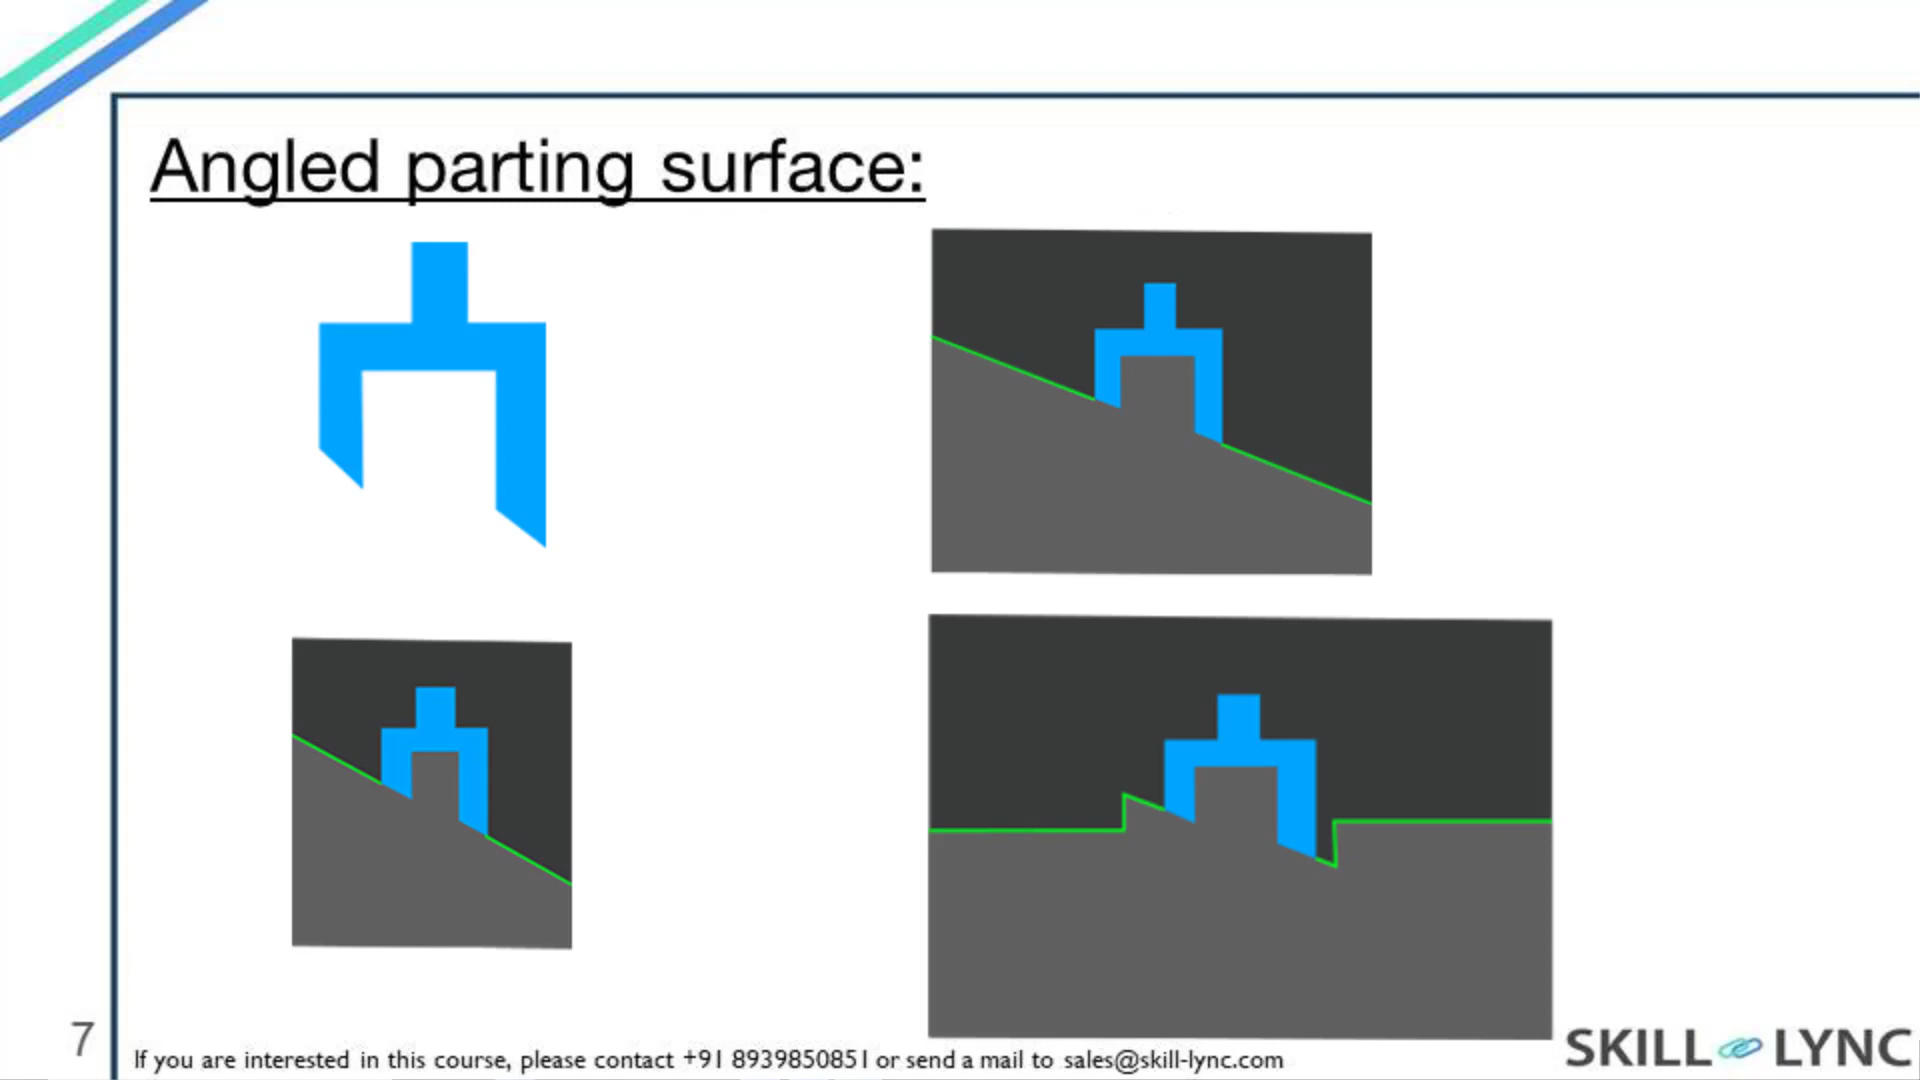 Angled parting surface:
7
If you are interested in this course, please contact +91 8939850851 or send a mail to sales@skill-lync.com
SKILL LYNC